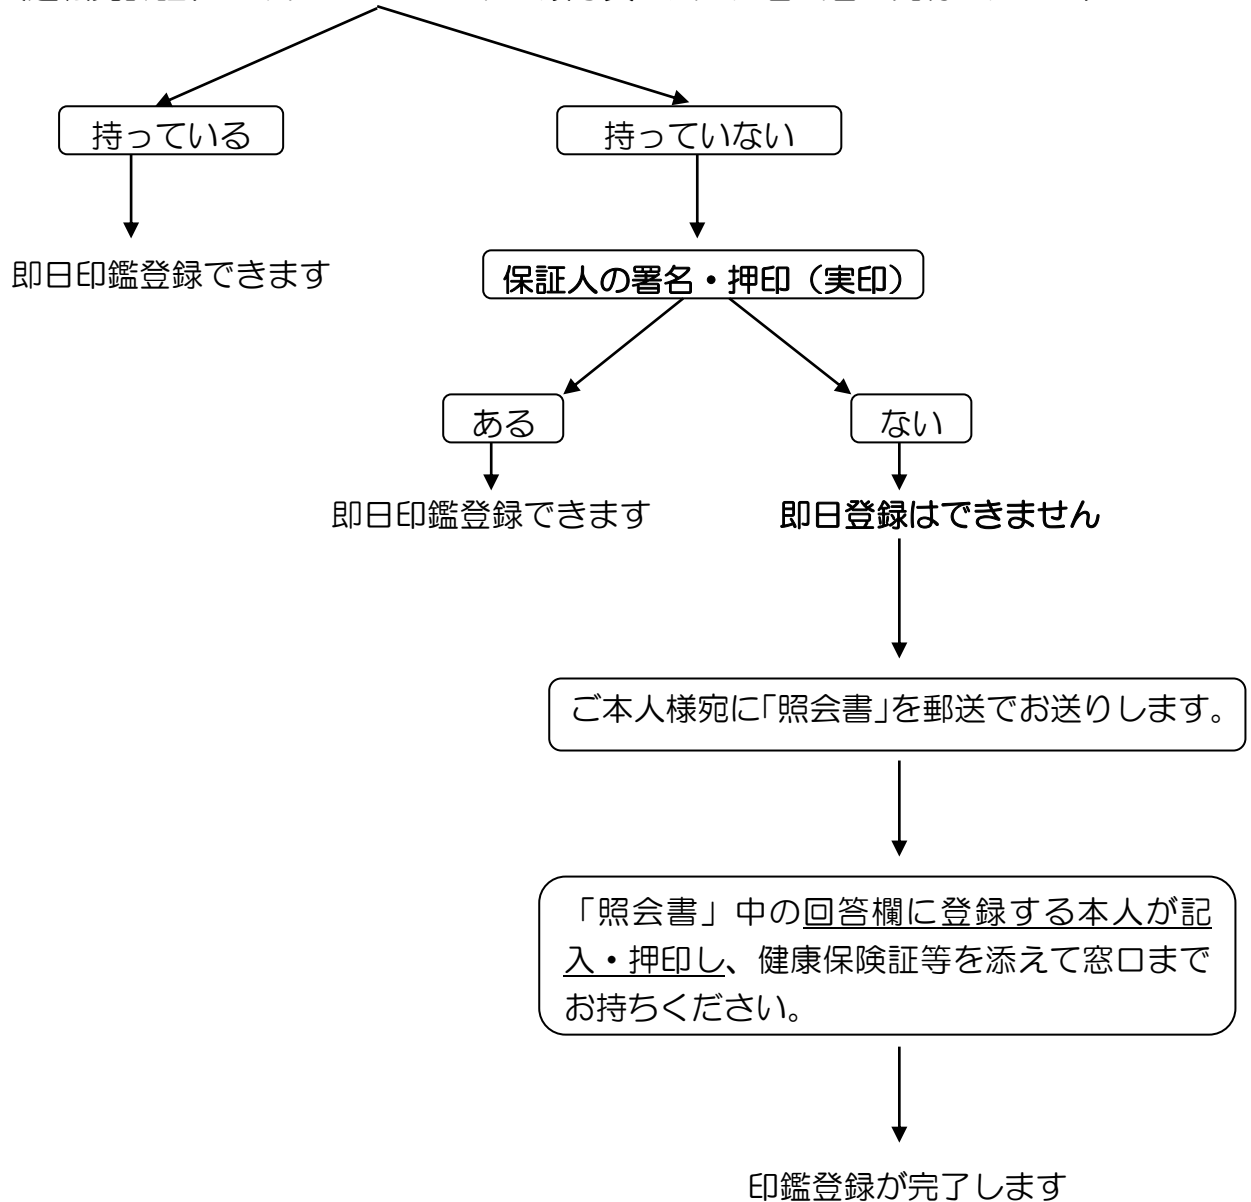 持っている
持っていない
即日印鑑登録できます
保証人の署名・押印（実印）
ある
ない
即日印鑑登録できます
即日登録はできません
ご本人様宛に「照会書」を郵送でお送りします。
「照会書」中の回答欄に登録する本人が記
入・押印し、健康保険証等を添えて窓口まで
お持ちください。
印鑑登録が完了します